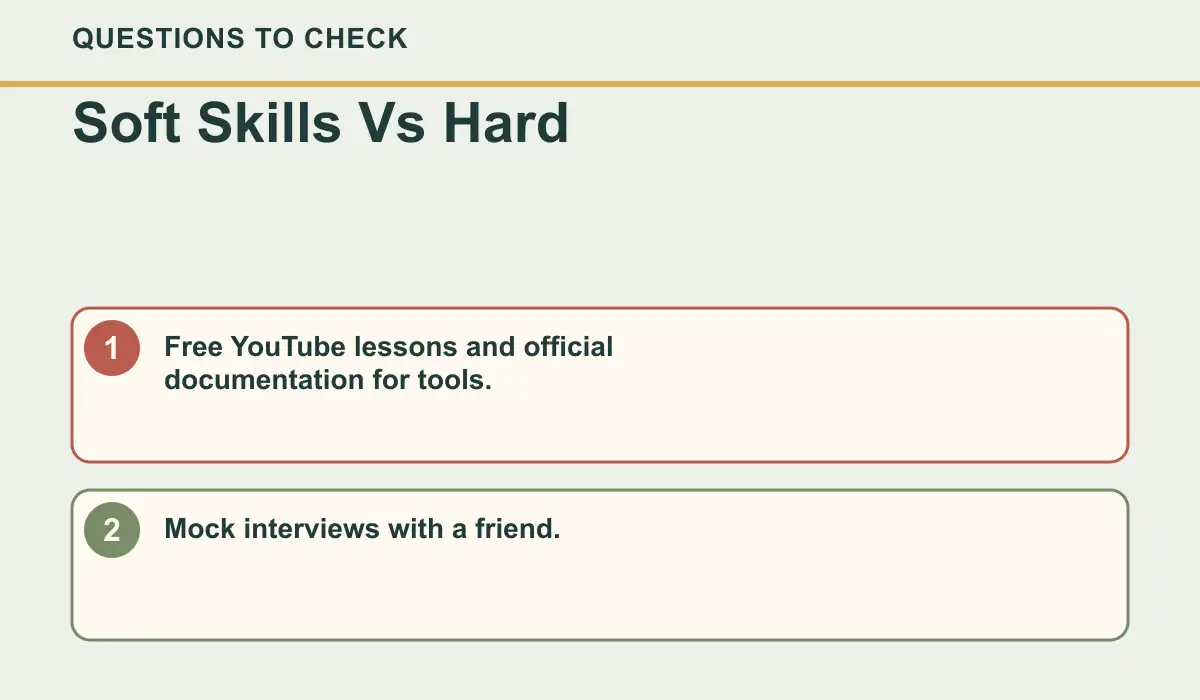 QUESTIONS TO CHECK
Soft Skills Vs Hard
1
Free YouTube lessons and official
documentation for tools.
2
Mock interviews with a friend.